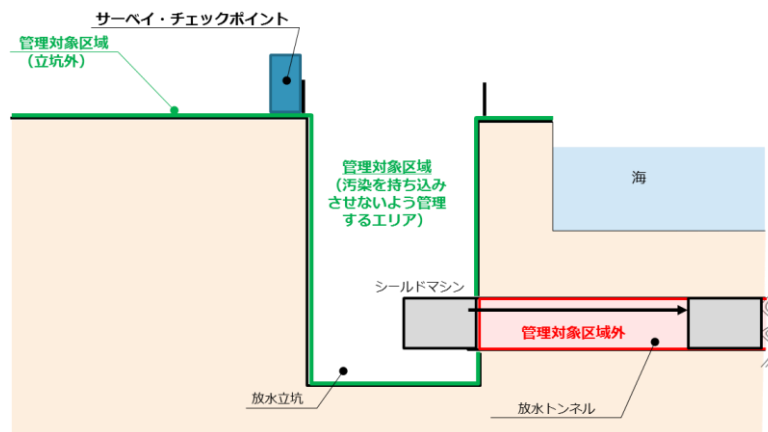 サーベイ・チェックポイント
管理対象区域
（立坑外）
管理対象区域
（汚染を持ち込み
させないよう管理
するエリア）
海
シールドマシン
管理対象区域外
放水立坑
放水トンネル